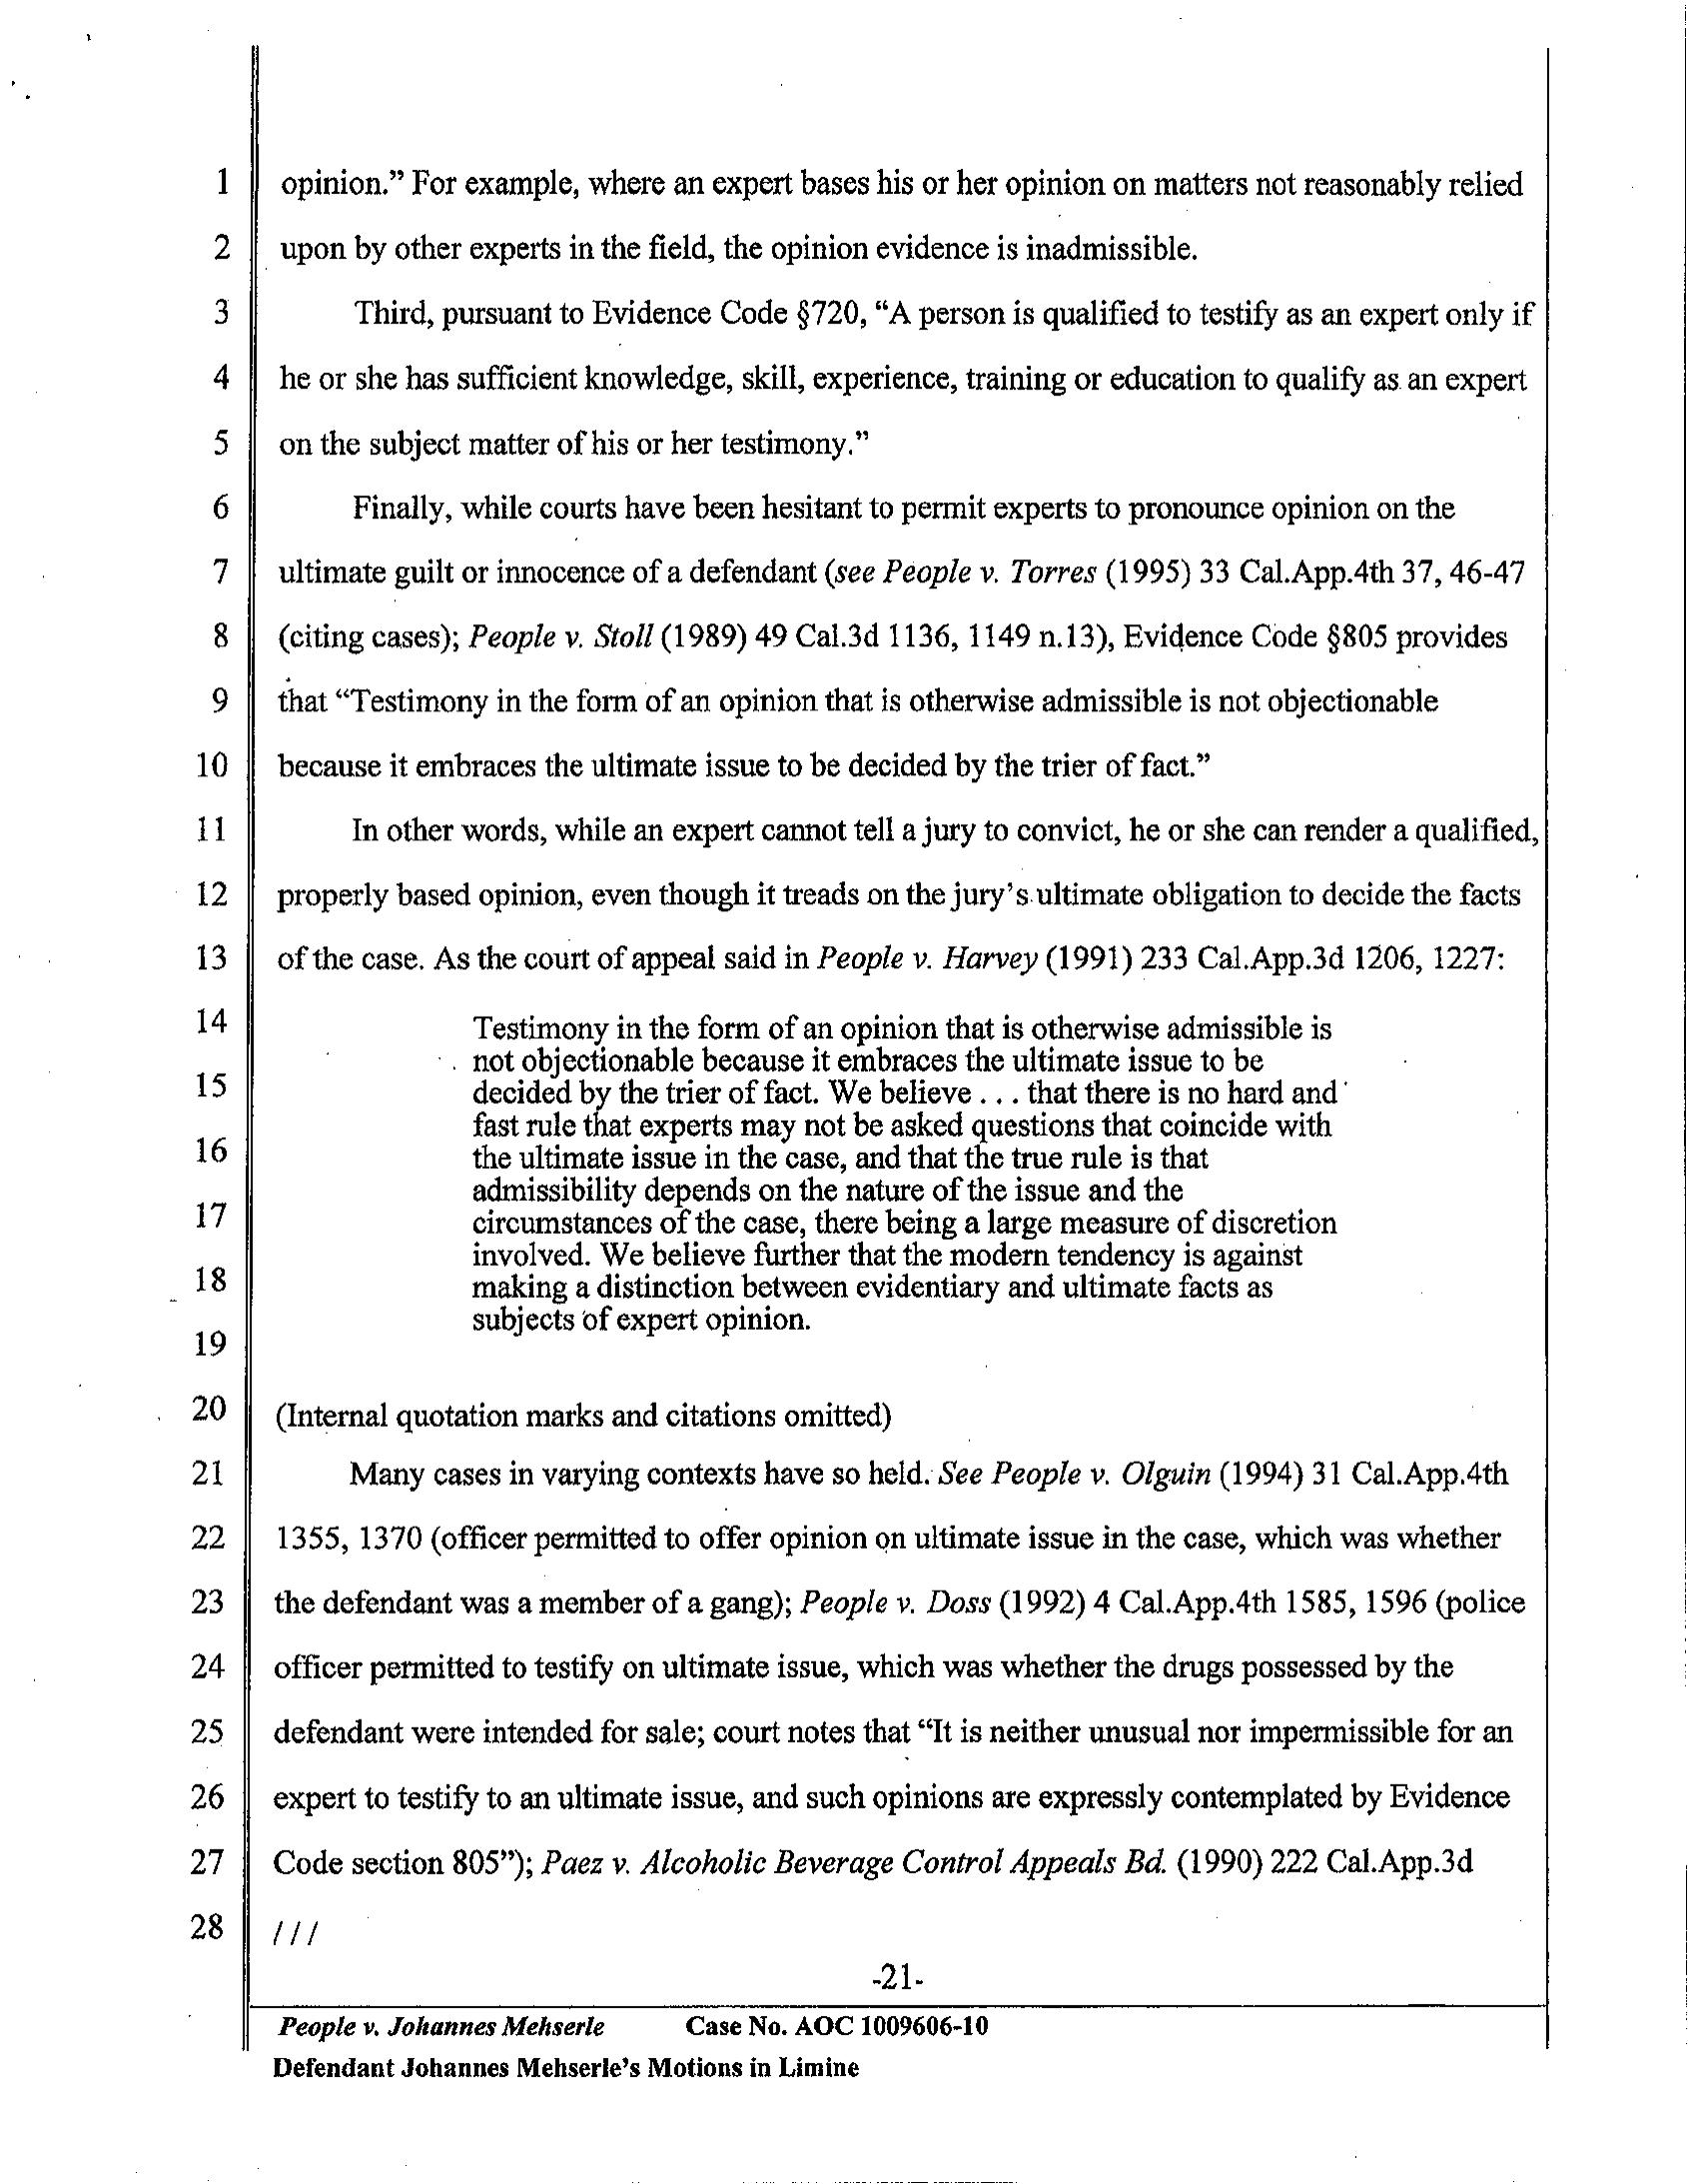 1 opinion.” For example, where an expert bases his or her opinion on matters not reasonably relied
2 upon by other experts in the field, the opinion evidence is inadmissible.
3 Third, pursuant to Evidence Code §720, “A person is qualified to testify as an expert only if
4 he or she has sufficient knowledge, skill, experience, training or education to qualify as an expert
5 on the subject matter of his or her testimony.”
6 Finally, while courts have been hesitant to permit experts to pronounce opinion on the
7 ultimate guilt or innocence of a defendant (see People v. Torres (1995) 33 Cal.App.4th 37, 46-47
8 (citing cases); People v. Stoll (1989) 49 Cal.3d 1136, 1149 n.13), Evidence Code §805 provides
9 that “Testimony in the form of an opinion that is otherwise admissible is not objectionable
10 because it embraces the ultimate issue to be decided by the trier of fact.”
11 In other words, while an expert cannot tell a jury to convict, he or she can render a qualified,
12 properly based opinion, even though it treads on the jury’s ultimate obligation to decide the facts
13 of the case. As the court of appeal said in People v. Harvey (1991) 233 Cal.App.3d 1206, 1227:
14 Testimony in the form of an opinion that is otherwise admissible is
not objectionable because it embraces the ultimate issue to be
15 decided by the trier of fact. We believe . . . that there is no hard and
fast rule that experts may not be asked questions that coincide with
16 the ultimate issue in the case, and that the true rule is that
admissibility depends on the nature of the issue and the
17 circumstances of the case, there being a large measure of discretion
involved. We believe further that the modern tendency is against
18 making a distinction between evidentiary and ultimate facts as
subjects of expert opinion.
19
20 (Internal quotation marks and citations omitted)
21 Many cases in varying contexts have so held. See People v. Olguin (1994) 31 Cal.App.4th
22 1355, 1370 (officer permitted to offer opinion on ultimate issue in the case, which was whether
23 the defendant was a member of a gang); People v. Doss (1992) 4 Cal.App.4th 1585, 1596 (police
24 officer permitted to testify on ultimate issue, which was whether the drugs possessed by the
25 defendant were intended for sale; court notes that “It is neither unusual nor impermissible for an
26 expert to testify to an ultimate issue, and such opinions are expressly contemplated by Evidence
27 Code section 805”); Paez v. Alcoholic Beverage Control Appeals Bd. (1990) 222 Cal.App.3d
28 / / /
-21-
People v. Johannes Mehserle Case No. AOC 1009606-10
Defendant Johannes Mehserle’s Motions in Limine